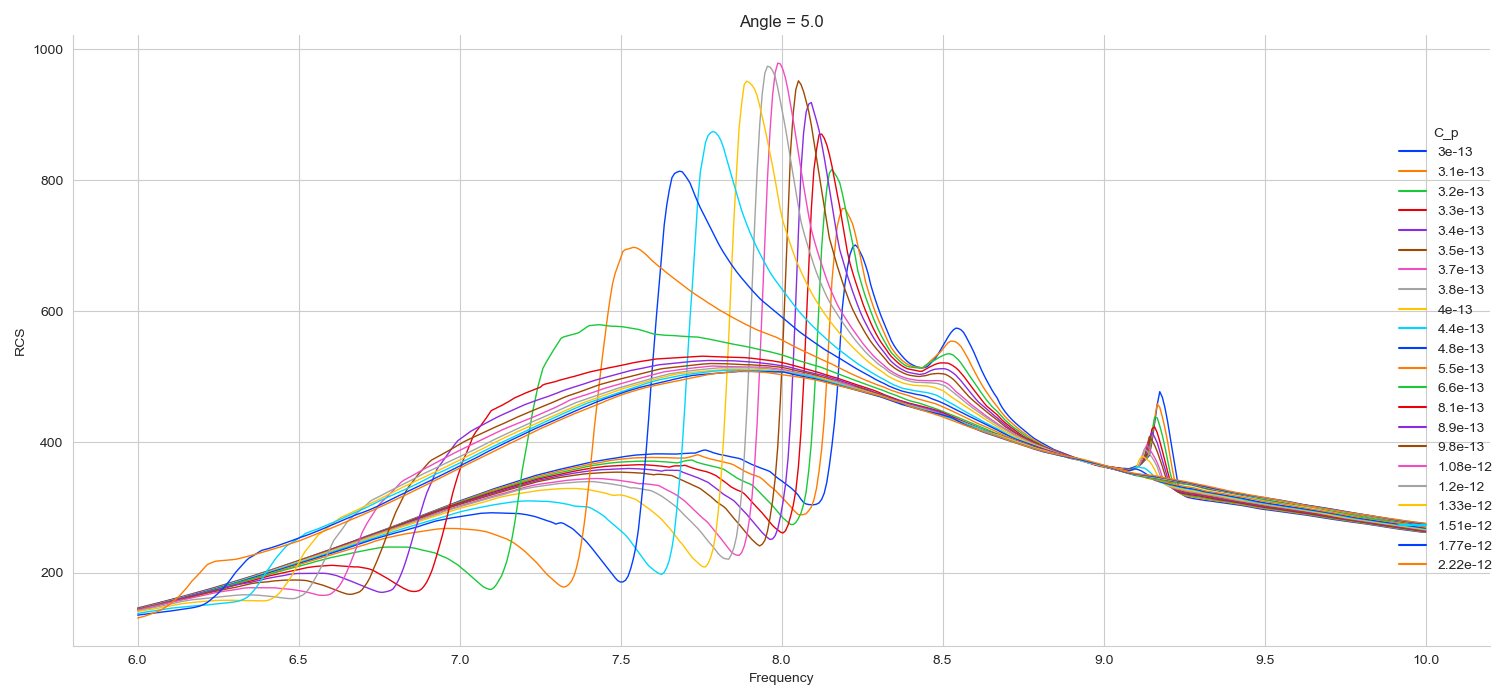 Angle = 5.0
1000
800
600
400
200
RCS
6.0 6.5 7.0 7.5 8.0 8.5 9.0 9.5 10.0
Frequency
C_p
3e-13
3.1e-13
3.2e-13
3.3e-13
3.4e-13
3.5e-13
3.7e-13
3.8e-13
4e-13
4.4e-13
4.8e-13
5.5e-13
6.6e-13
8.1e-13
8.9e-13
9.8e-13
1.08e-12
1.2e-12
1.33e-12
1.51e-12
1.77e-12
2.22e-12